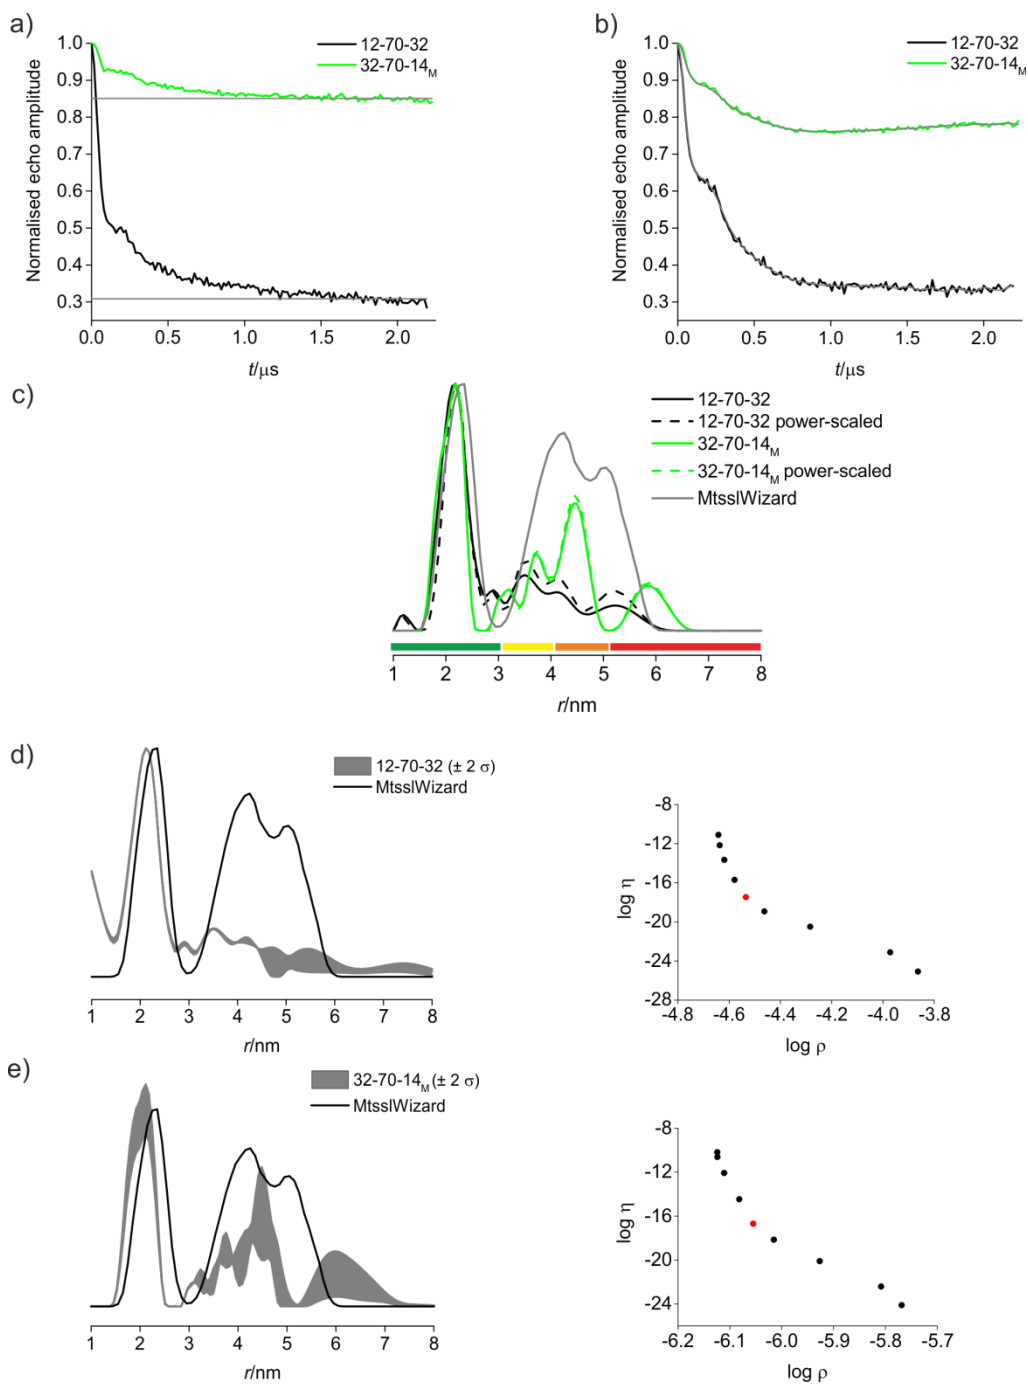 a)
12-70-32
32-70-14M
Normalised echo amplitude
1.0
0.9
0.8
0.7
0.6
0.5
0.4
0.3
0.0 0.5 1.0 1.5 2.0
t/μs
b)
12-70-32
32-70-14M
Normalised echo amplitude
1.0
0.9
0.8
0.7
0.6
0.5
0.4
0.3
0.0 0.5 1.0 1.5 2.0
t/μs
c)
12-70-32
12-70-32 power-scaled
32-70-14M
32-70-14M power-scaled
MtsslWizard
1 2 3 4 5 6 7 8
r/nm
d)
12-70-32 (± 2 σ)
MtsslWizard
1 2 3 4 5 6 7 8
r/nm
log η
-8
-12
-16
-20
-24
-28
-4.8 -4.6 -4.4 -4.2 -4.0 -3.8
log ρ
e)
32-70-14M (± 2 σ)
MtsslWizard
1 2 3 4 5 6 7 8
r/nm
log η
-8
-12
-16
-20
-24
-6.2 -6.1 -6.0 -5.9 -5.8 -5.7
log ρ